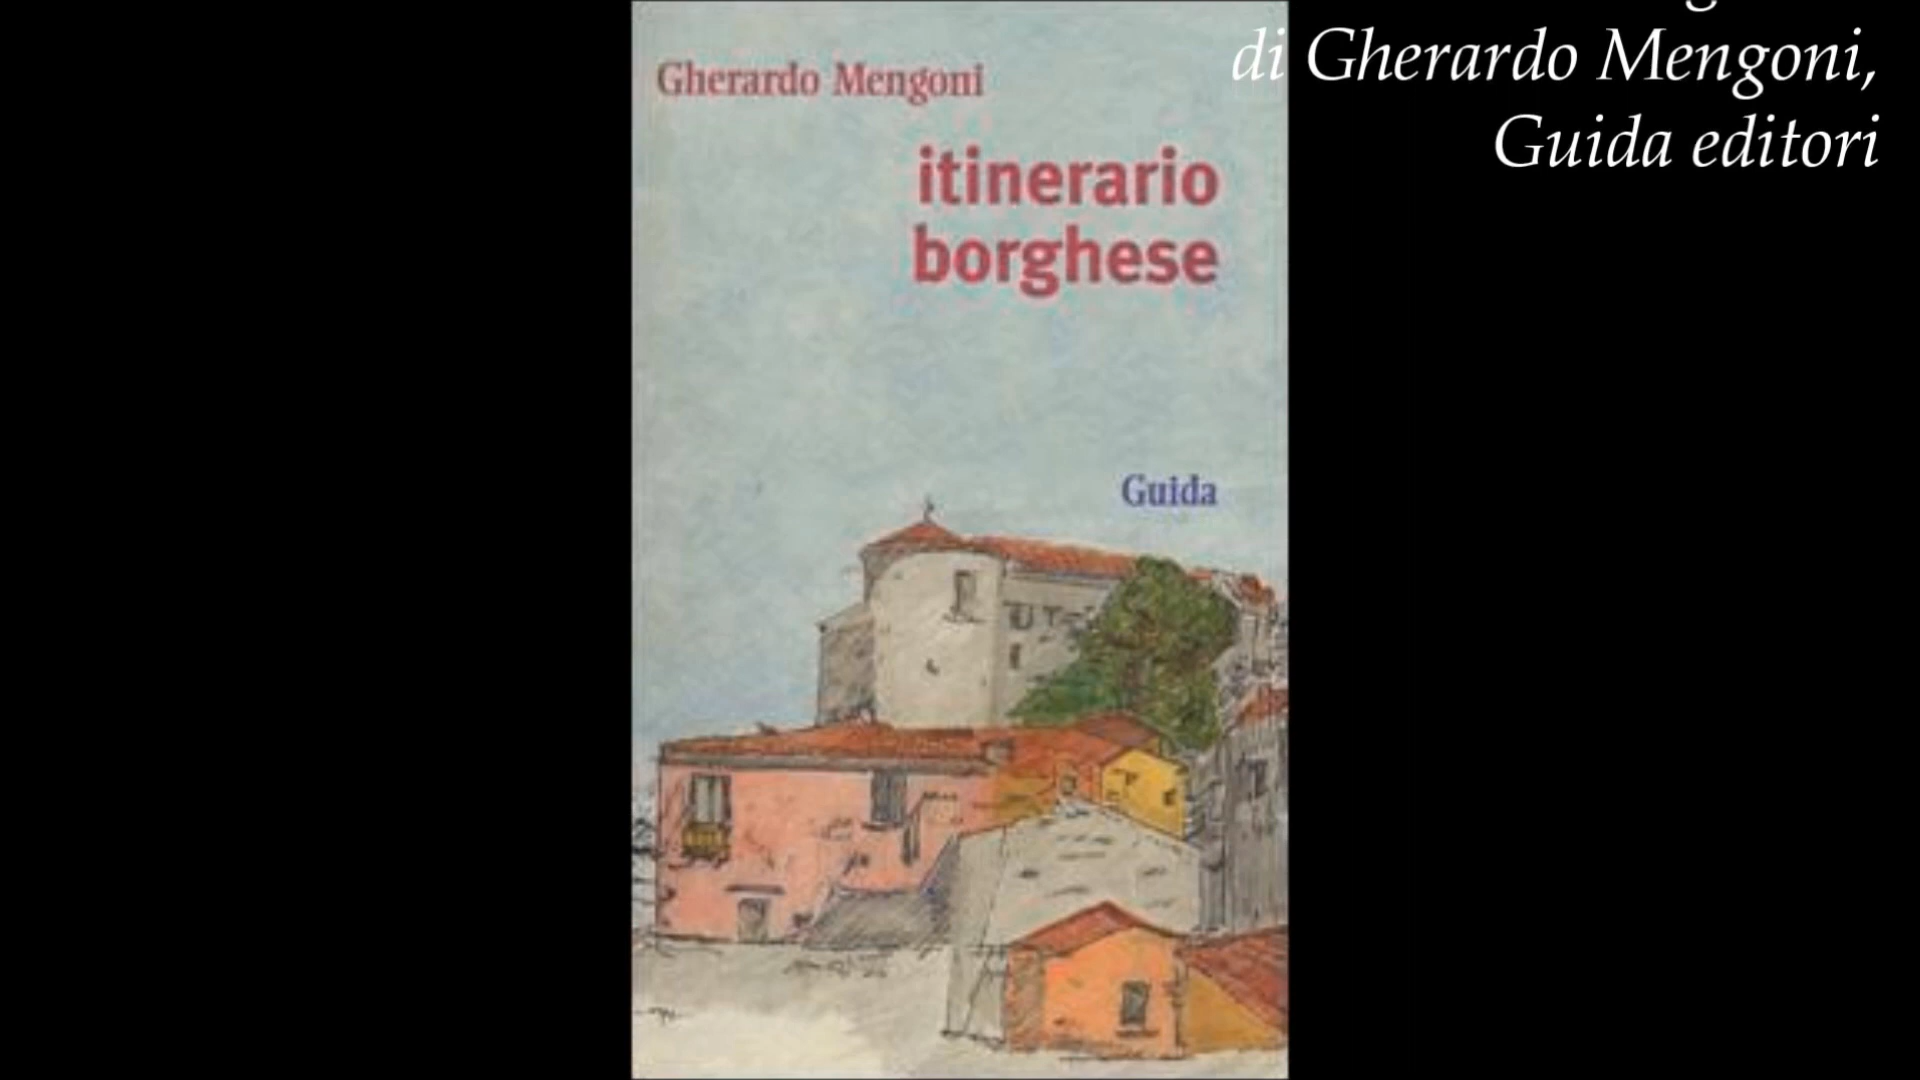 Gherardo Mengoni
itinerario
borghese
Guida
di Gherardo Mengoni,
Guida editori